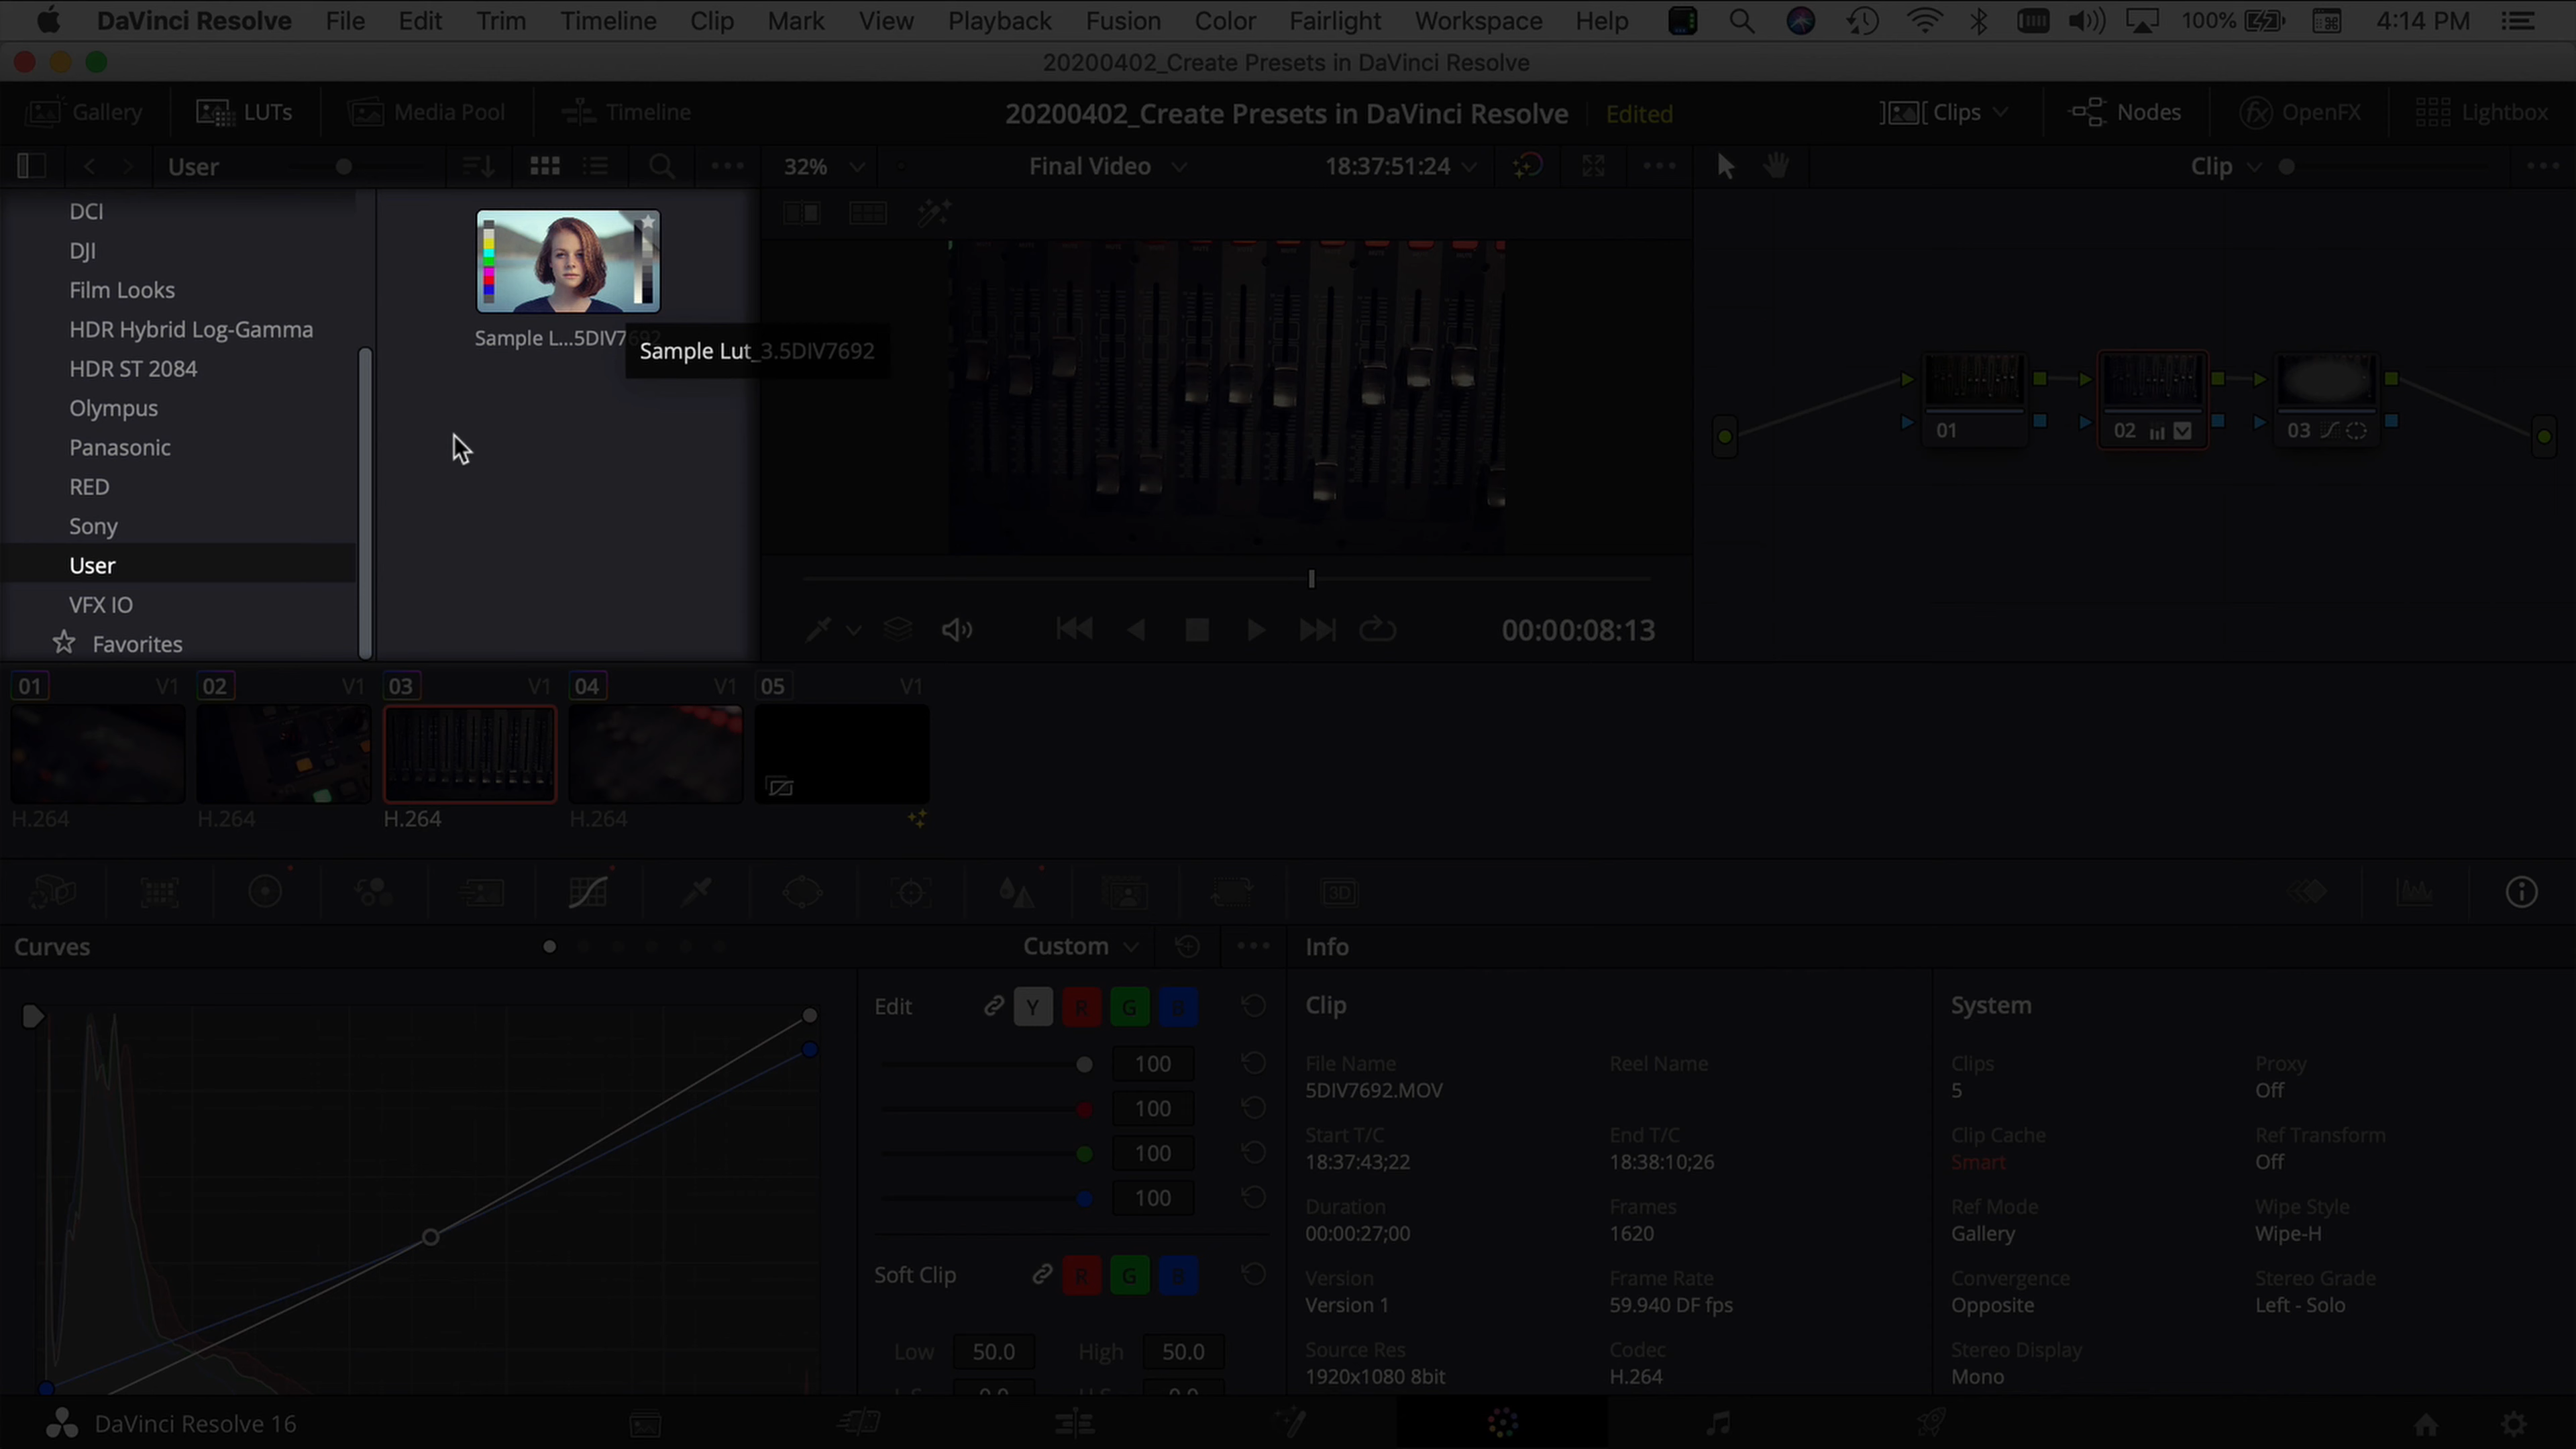 DaVinci Resolve File Edit Trim Timeline Clip Mark View Playback Fusion Color Fairlight Workspace Help 100% 4:14 PM
20200402_Create Presets in DaVinci Resolve
Gallery LUTs Media Pool Timeline 20200402_Create Presets in DaVinci Resolve Edited Clips Nodes OpenFX Lightbox
User 32% Final Video 18:37:51:24 Clip
DCI
DJI
Film Looks
HDR Hybrid Log-Gamma
HDR ST 2084
Olympus
Panasonic
RED
Sony
User
VFX IO
Favorites
Sample L...5DIV7692
Sample Lut_3.5DIV7692
01
02
03
00:00:08:13
01 V1 02 V1 03 V1 04 V1 05 V1
H.264 H.264 H.264 H.264
3D
Curves Custom Info
Edit Y R G B
100
100
100
100
Soft Clip R G B
Low 50.0 High 50.0
Clip
File Name Reel Name
5DIV7692.MOV
Start T/C End T/C
18:37:43;22 18:38:10;26
Duration Frames
00:00:27;00 1620
Version Frame Rate
Version 1 59.940 DF fps
Source Res Codec
1920x1080 8bit H.264
System
Clips Proxy
5 Off
Clip Cache Ref Transform
Smart Off
Ref Mode Wipe Style
Gallery Wipe-H
Convergence Stereo Grade
Opposite Left - Solo
Stereo Display
Mono
DaVinci Resolve 16